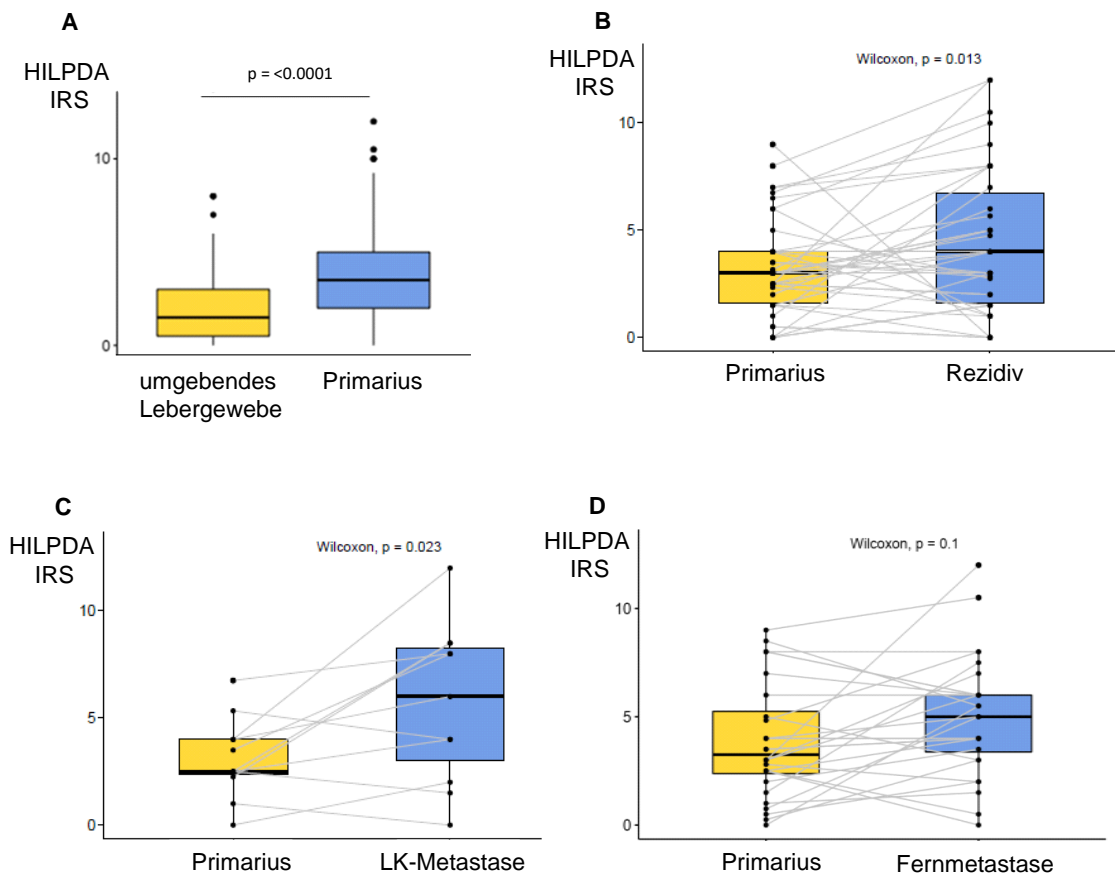 A
HILPDA
IRS
p = <0.0001
10
0
umgebendes
Lebergewebe
Primarius
B
HILPDA
IRS
Wilcoxon, p = 0.013
10
5
0
Primarius
Rezidiv
C
HILPDA
IRS
Wilcoxon, p = 0.023
10
5
0
Primarius
LK-Metastase
D
HILPDA
IRS
Wilcoxon, p = 0.1
10
5
0
Primarius
Fernmetastase